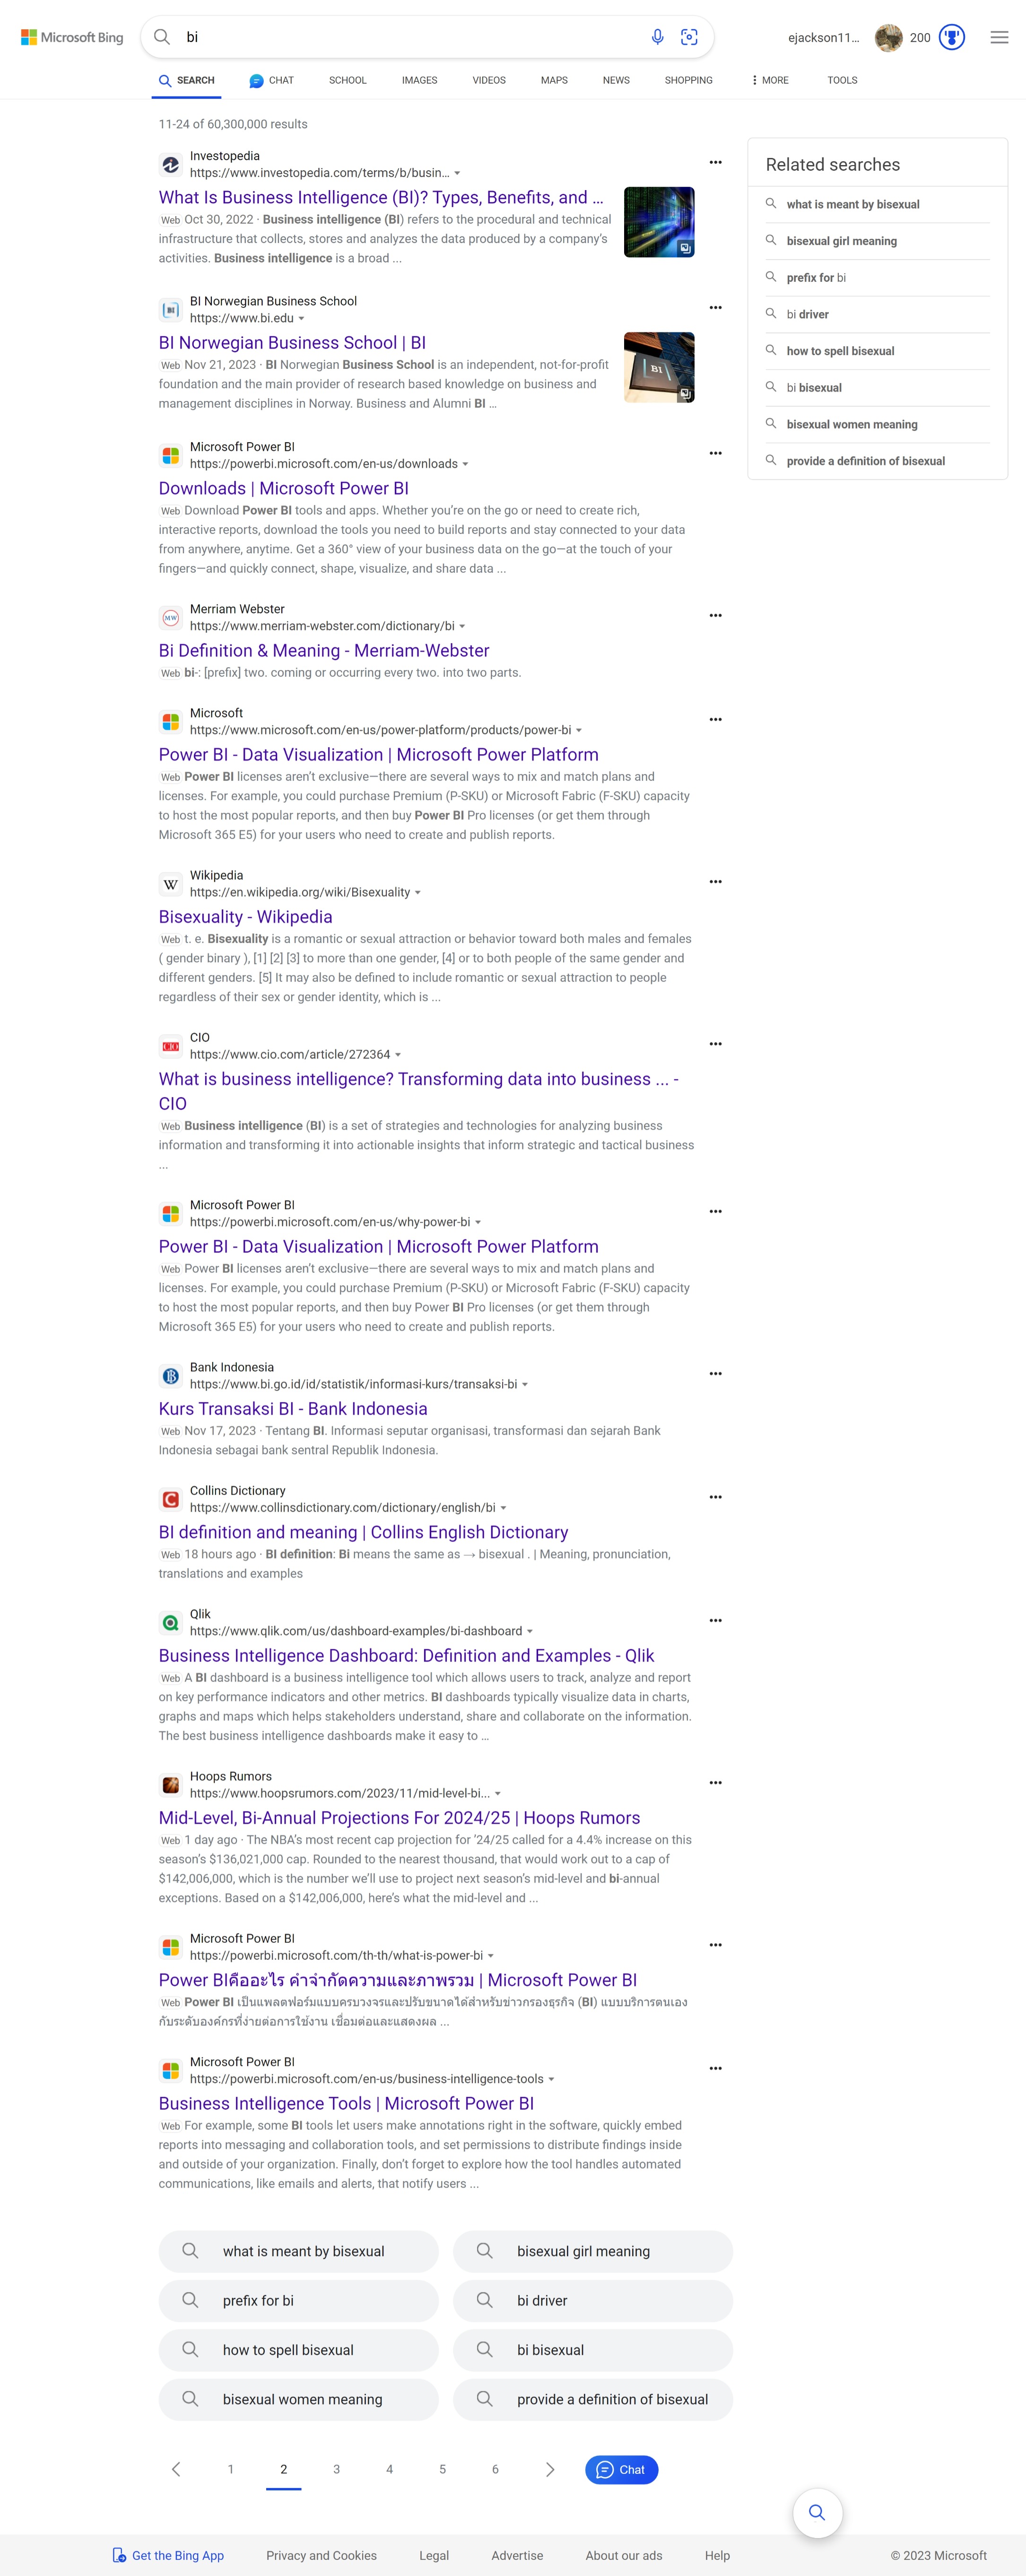 Microsoft Bing
bi
ejackson11...
200
SEARCH
CHAT
SCHOOL
IMAGES
VIDEOS
MAPS
NEWS
SHOPPING
MORE
TOOLS
11-24 of 60,300,000 results
Investopedia
https://www.investopedia.com/terms/b/busin...
What Is Business Intelligence (BI)? Types, Benefits, and ...
Web Oct 30, 2022 · Business intelligence (BI) refers to the procedural and technical
infrastructure that collects, stores and analyzes the data produced by a company's
activities. Business intelligence is a broad ...
BI Norwegian Business School
https://www.bi.edu
BI Norwegian Business School | BI
Web Nov 21, 2023 · BI Norwegian Business School is an independent, not-for-profit
foundation and the main provider of research based knowledge on business and
management disciplines in Norway. Business and Alumni BI ...
BI
Microsoft Power BI
https://powerbi.microsoft.com/en-us/downloads
Downloads | Microsoft Power BI
Web Download Power BI tools and apps. Whether you're on the go or need to create rich,
interactive reports, download the tools you need to build reports and stay connected to your data
from anywhere, anytime. Get a 360° view of your business data on the go—at the touch of your
fingers—and quickly connect, shape, visualize, and share data ...
MW
Merriam Webster
https://www.merriam-webster.com/dictionary/bi
Bi Definition & Meaning - Merriam-Webster
Web bi-: [prefix] two. coming or occurring every two. into two parts.
Microsoft
https://www.microsoft.com/en-us/power-platform/products/power-bi
Power BI - Data Visualization | Microsoft Power Platform
Web Power BI licenses aren't exclusive—there are several ways to mix and match plans and
licenses. For example, you could purchase Premium (P-SKU) or Microsoft Fabric (F-SKU) capacity
to host the most popular reports, and then buy Power BI Pro licenses (or get them through
Microsoft 365 E5) for your users who need to create and publish reports.
W
Wikipedia
https://en.wikipedia.org/wiki/Bisexuality
Bisexuality - Wikipedia
Web t. e. Bisexuality is a romantic or sexual attraction or behavior toward both males and females
( gender binary ), [1] [2] [3] to more than one gender, [4] or to both people of the same gender and
different genders. [5] It may also be defined to include romantic or sexual attraction to people
regardless of their sex or gender identity, which is ...
CIO
CIO
https://www.cio.com/article/272364
What is business intelligence? Transforming data into business ... -
CIO
Web Business intelligence (BI) is a set of strategies and technologies for analyzing business
information and transforming it into actionable insights that inform strategic and tactical business
...
Microsoft Power BI
https://powerbi.microsoft.com/en-us/why-power-bi
Power BI - Data Visualization | Microsoft Power Platform
Web Power BI licenses aren't exclusive—there are several ways to mix and match plans and
licenses. For example, you could purchase Premium (P-SKU) or Microsoft Fabric (F-SKU) capacity
to host the most popular reports, and then buy Power BI Pro licenses (or get them through
Microsoft 365 E5) for your users who need to create and publish reports.
Bank Indonesia
https://www.bi.go.id/id/statistik/informasi-kurs/transaksi-bi
Kurs Transaksi BI - Bank Indonesia
Web Nov 17, 2023 · Tentang BI. Informasi seputar organisasi, transformasi dan sejarah Bank
Indonesia sebagai bank sentral Republik Indonesia.
Collins Dictionary
https://www.collinsdictionary.com/dictionary/english/bi
BI definition and meaning | Collins English Dictionary
Web 18 hours ago · BI definition: Bi means the same as → bisexual . | Meaning, pronunciation,
translations and examples
Qlik
https://www.qlik.com/us/dashboard-examples/bi-dashboard
Business Intelligence Dashboard: Definition and Examples - Qlik
Web A BI dashboard is a business intelligence tool which allows users to track, analyze and report
on key performance indicators and other metrics. BI dashboards typically visualize data in charts,
graphs and maps which helps stakeholders understand, share and collaborate on the information.
The best business intelligence dashboards make it easy to ...
Hoops Rumors
https://www.hoopsrumors.com/2023/11/mid-level-bi...
Mid-Level, Bi-Annual Projections For 2024/25 | Hoops Rumors
Web 1 day ago · The NBA's most recent cap projection for '24/25 called for a 4.4% increase on this
season's $136,021,000 cap. Rounded to the nearest thousand, that would work out to a cap of
$142,006,000, which is the number we'll use to project next season's mid-level and bi-annual
exceptions. Based on a $142,006,000, here's what the mid-level and ...
Microsoft Power BI
https://powerbi.microsoft.com/th-th/what-is-power-bi
Power BIคืออะไร คำจำกัดความและภาพรวม | Microsoft Power BI
Web Power BI เป็นแพลตฟอร์มแบบครบวงจรและปรับขนาดได้สำหรับข่าวกรองธุรกิจ (BI) แบบบริการตนเอง
กับระดับองค์กรที่ง่ายต่อการใช้งาน เชื่อมต่อและแสดงผล ...
Microsoft Power BI
https://powerbi.microsoft.com/en-us/business-intelligence-tools
Business Intelligence Tools | Microsoft Power BI
Web For example, some BI tools let users make annotations right in the software, quickly embed
reports into messaging and collaboration tools, and set permissions to distribute findings inside
and outside of your organization. Finally, don't forget to explore how the tool handles automated
communications, like emails and alerts, that notify users ...
Related searches
what is meant by bisexual
bisexual girl meaning
prefix for bi
bi driver
how to spell bisexual
bi bisexual
bisexual women meaning
provide a definition of bisexual
what is meant by bisexual
bisexual girl meaning
prefix for bi
bi driver
how to spell bisexual
bi bisexual
bisexual women meaning
provide a definition of bisexual
1 2 3 4 5 6
Chat
Get the Bing App
Privacy and Cookies
Legal
Advertise
About our ads
Help
© 2023 Microsoft